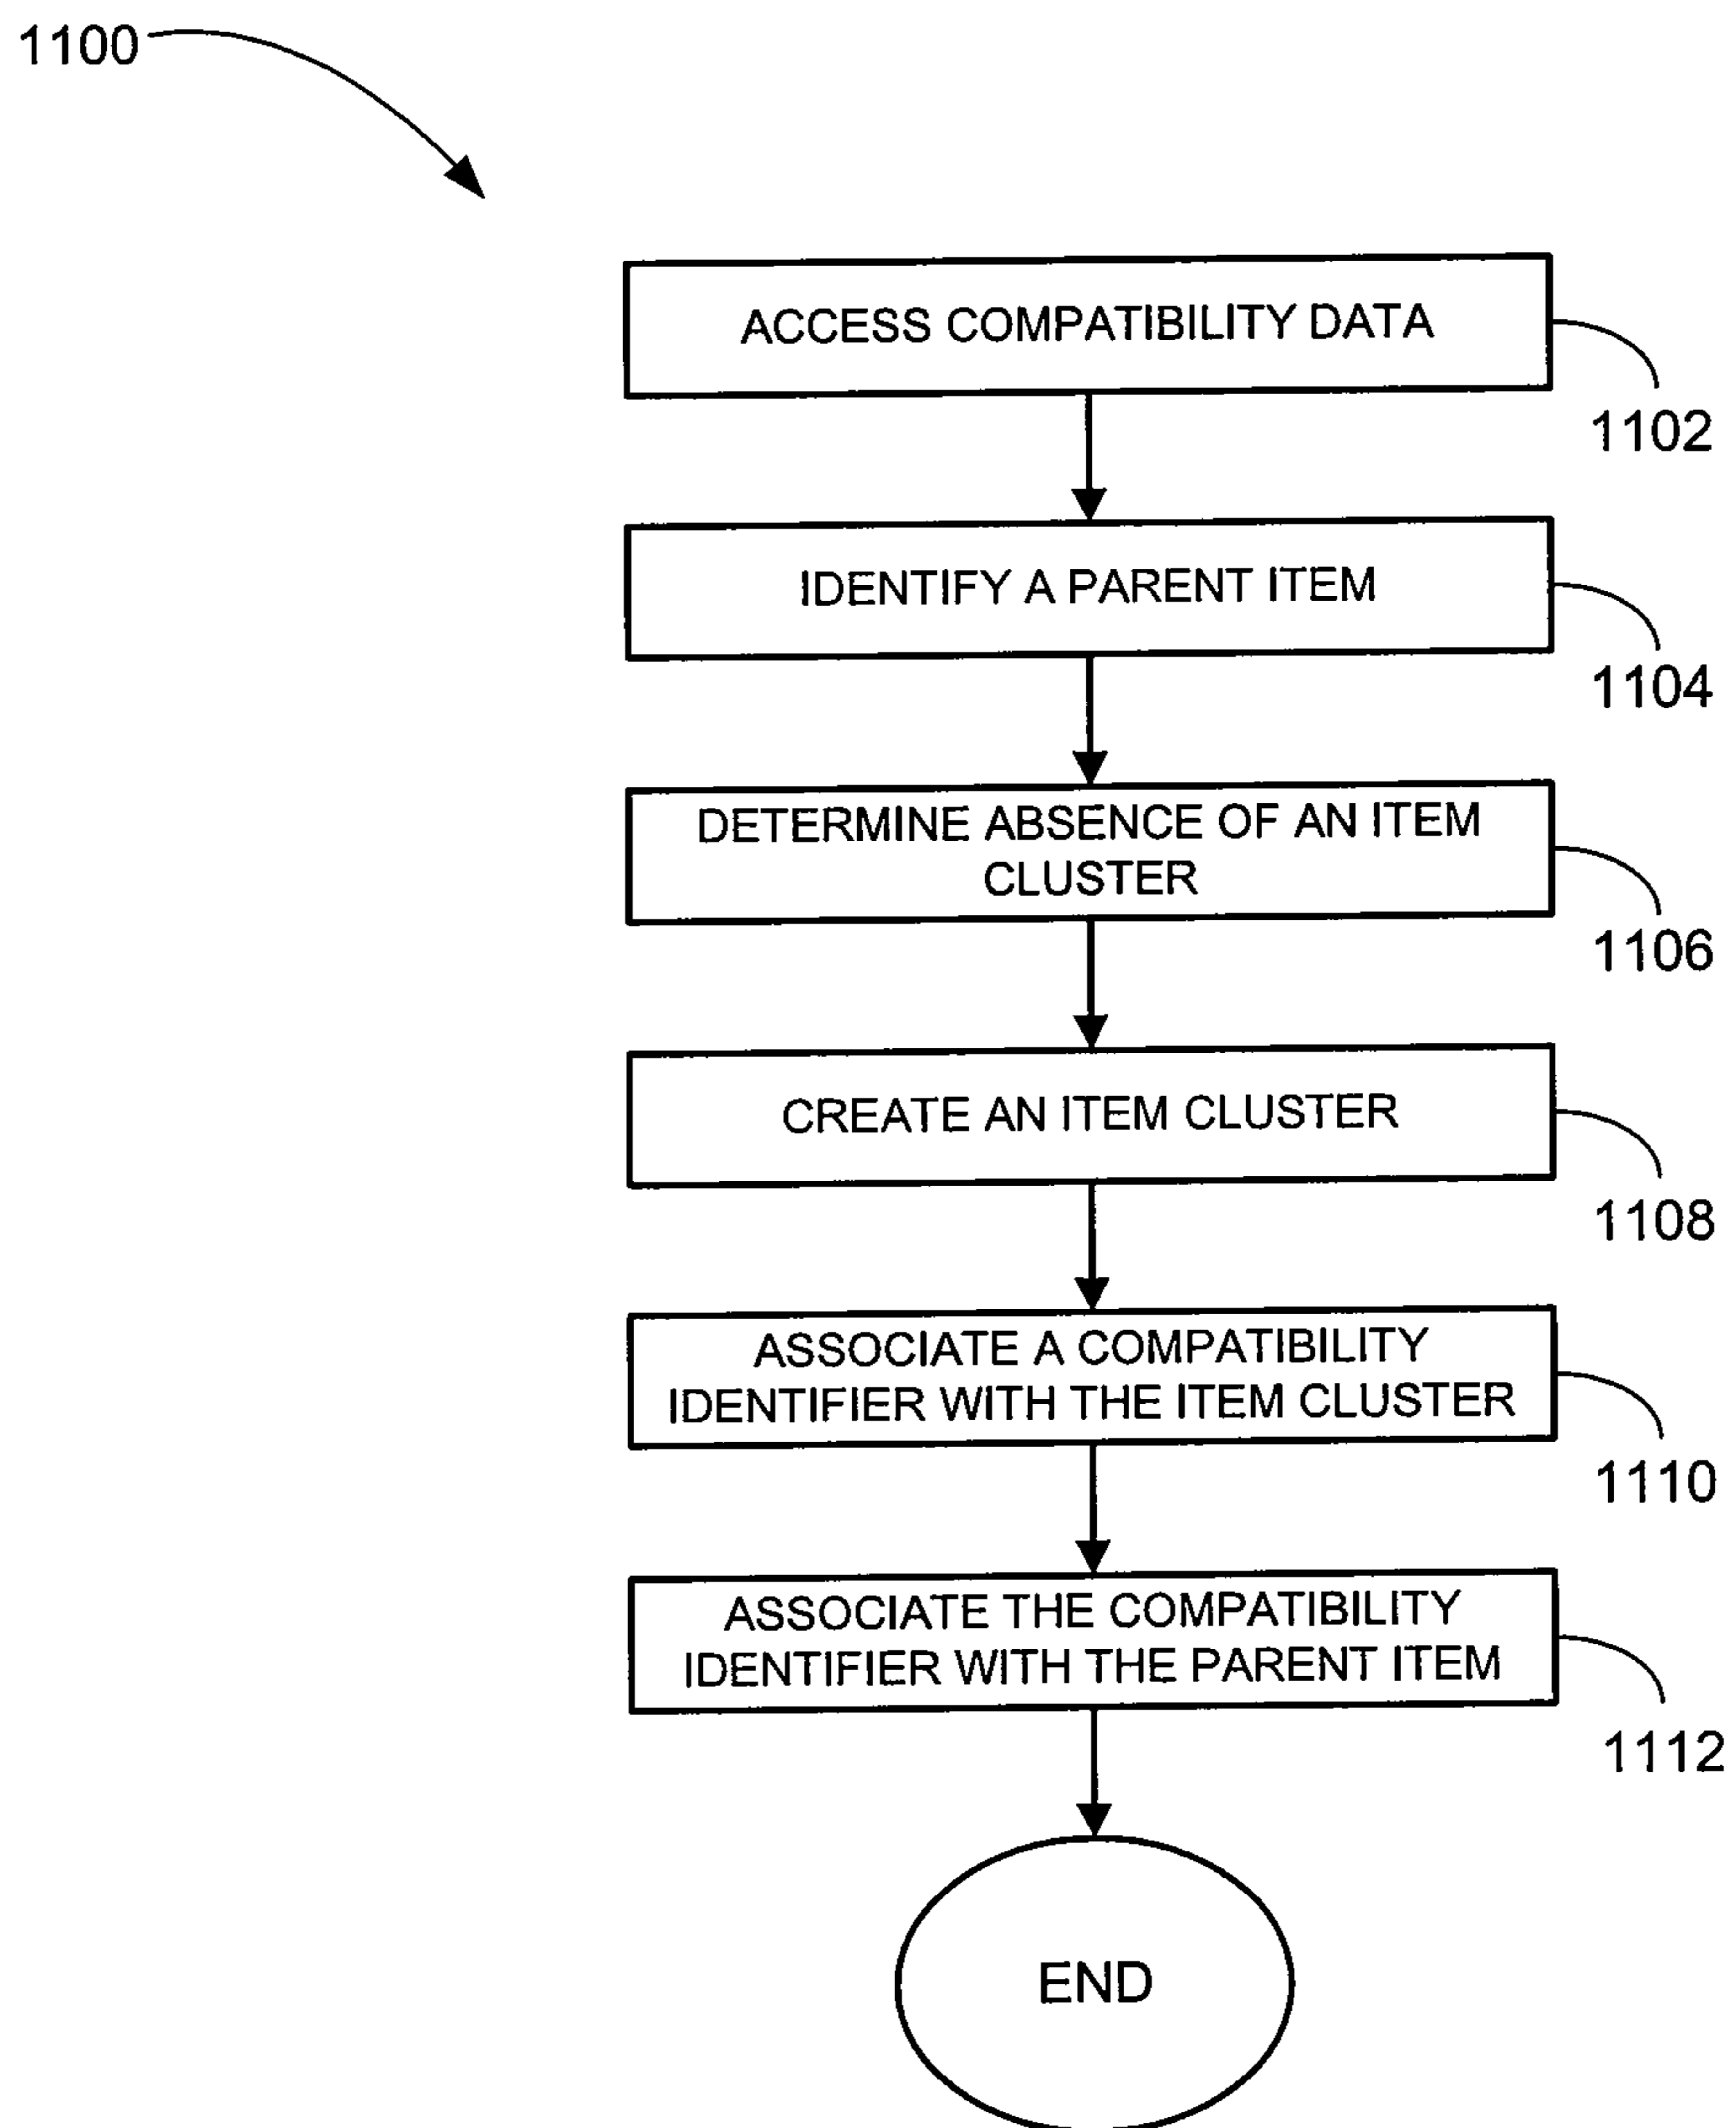 1100
ACCESS COMPATIBILITY DATA
1102
IDENTIFY A PARENT ITEM
1104
DETERMINE ABSENCE OF AN ITEM
CLUSTER
1106
CREATE AN ITEM CLUSTER
1108
ASSOCIATE A COMPATIBILITY
IDENTIFIER WITH THE ITEM CLUSTER
1110
ASSOCIATE THE COMPATIBILITY
IDENTIFIER WITH THE PARENT ITEM
1112
END